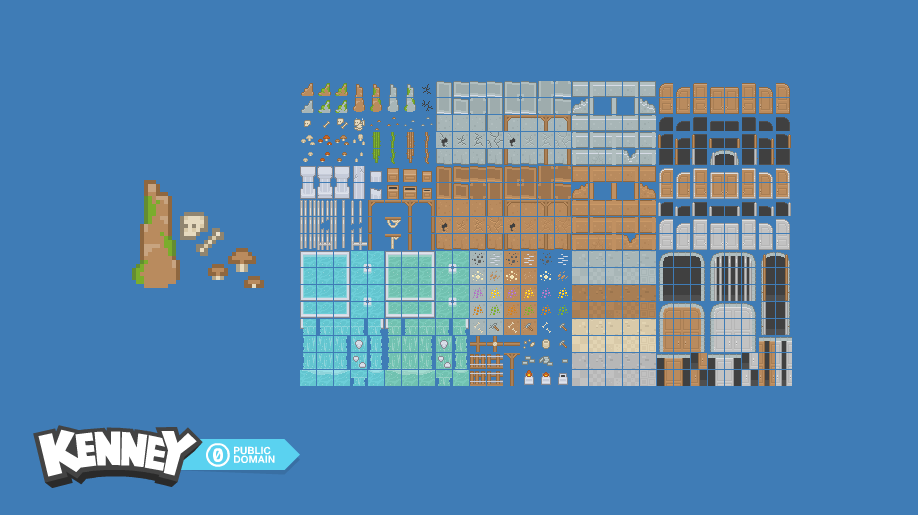 KENNEY
0
PUBLIC
DOMAIN